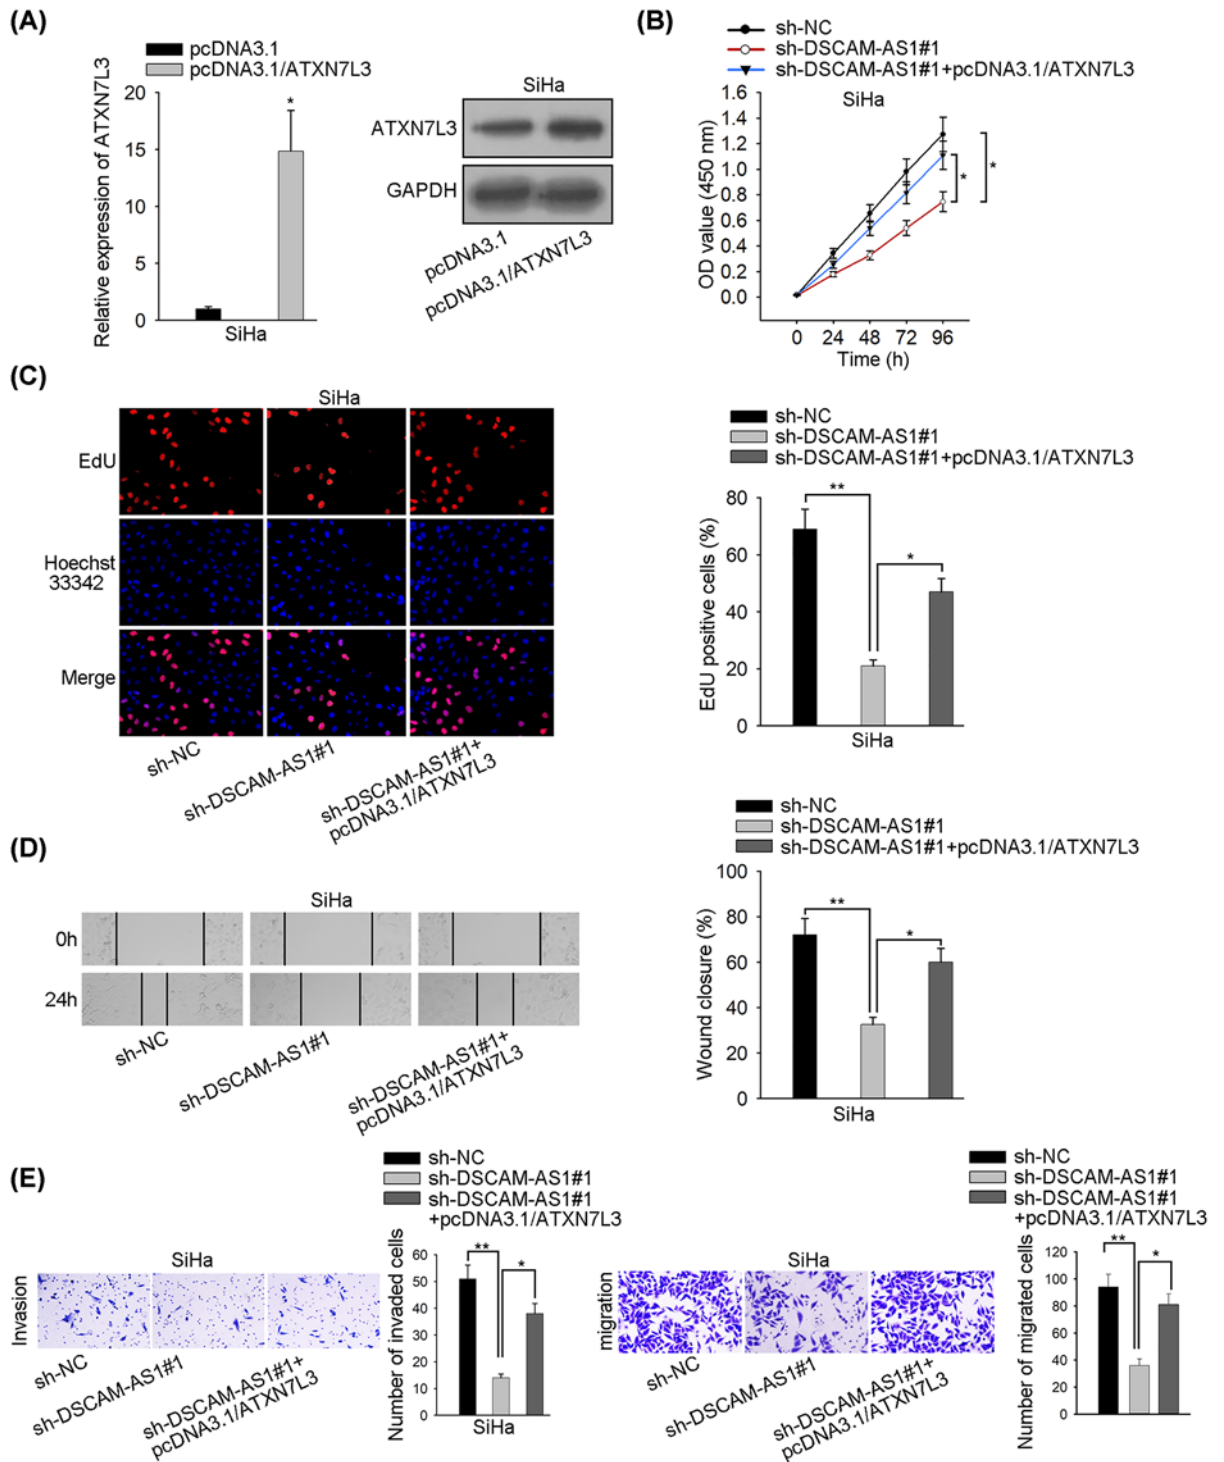 (A)
pcDNA3.1
pcDNA3.1/ATXN7L3
Relative expression of ATXN7L3
20
15
10
5
0
*
SiHa
SiHa
ATXN7L3
GAPDH
pcDNA3.1
pcDNA3.1/ATXN7L3
(B)
sh-NC
sh-DSCAM-AS1#1
sh-DSCAM-AS1#1+pcDNA3.1/ATXN7L3
SiHa
OD value (450 nm)
1.6
1.4
1.2
1.0
0.8
0.6
0.4
0.2
0.0
*
*
0 24 48 72 96
Time (h)
(C)
SiHa
EdU
Hoechst
33342
Merge
sh-NC
sh-DSCAM-AS1#1
sh-DSCAM-AS1#1+
pcDNA3.1/ATXN7L3
sh-NC
sh-DSCAM-AS1#1
sh-DSCAM-AS1#1+pcDNA3.1/ATXN7L3
EdU positive cells (%)
80
60
40
20
0
**
*
SiHa
(D)
SiHa
0h
24h
sh-NC
sh-DSCAM-AS1#1
sh-DSCAM-AS1#1+
pcDNA3.1/ATXN7L3
sh-NC
sh-DSCAM-AS1#1
sh-DSCAM-AS1#1+pcDNA3.1/ATXN7L3
Wound closure (%)
100
80
60
40
20
0
**
*
SiHa
(E)
SiHa
Invasion
sh-NC
sh-DSCAM-AS1#1
sh-DSCAM-AS1#1+
pcDNA3.1/ATXN7L3
sh-NC
sh-DSCAM-AS1#1
sh-DSCAM-AS1#1
+pcDNA3.1/ATXN7L3
Number of invaded cells
60
50
40
30
20
10
0
**
*
SiHa
SiHa
migration
sh-NC
sh-DSCAM-AS1#1
sh-DSCAM-AS1#1+
pcDNA3.1/ATXN7L3
sh-NC
sh-DSCAM-AS1#1
sh-DSCAM-AS1#1
+pcDNA3.1/ATXN7L3
Number of migrated cells
120
100
80
60
40
20
0
**
*